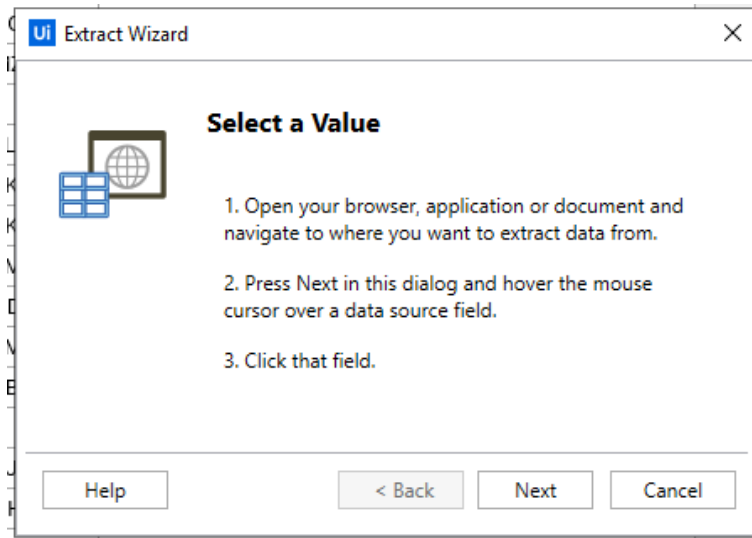 Ui Extract Wizard
Select a Value
1. Open your browser, application or document and
navigate to where you want to extract data from.
2. Press Next in this dialog and hover the mouse
cursor over a data source field.
3. Click that field.
Help
< Back
Next
Cancel